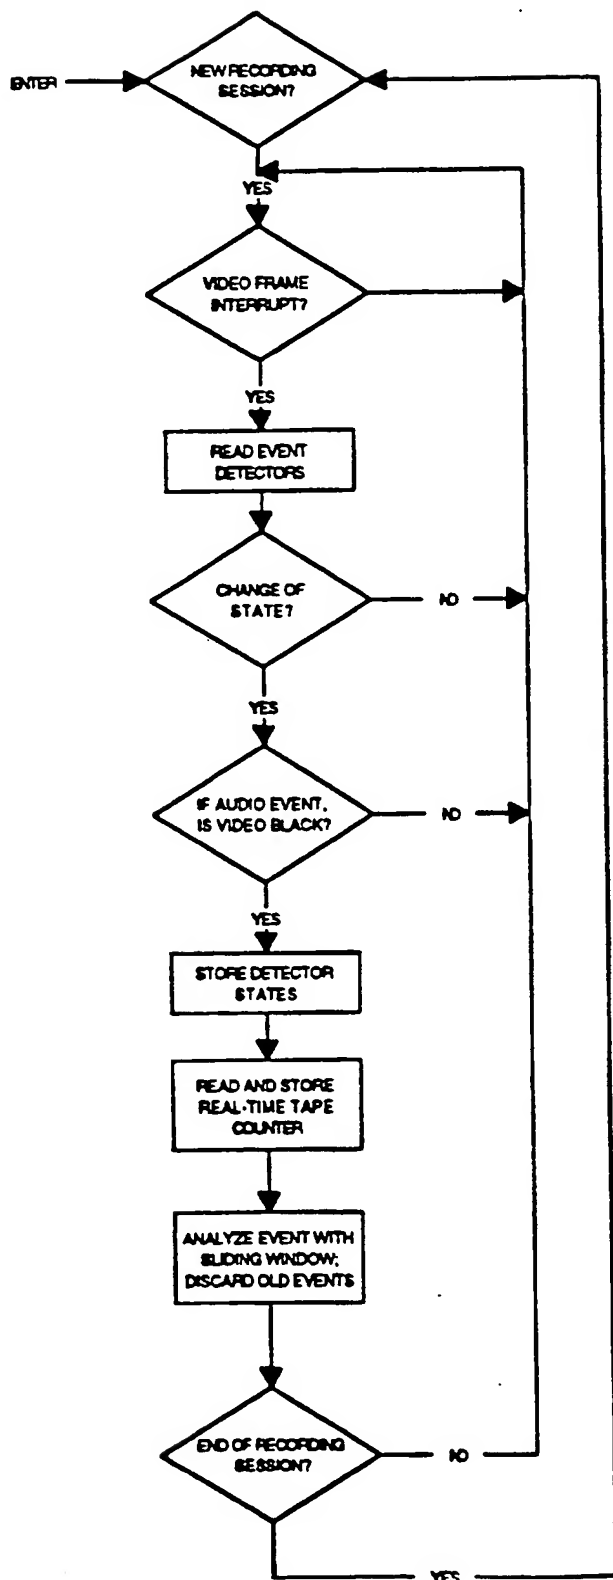 NEW RECORDING
SESSION?
ENTER
YES
VIDEO FRAME
INTERRUPT?
YES
READ EVENT
DETECTORS
CHANGE OF
STATE?
NO
YES
IF AUDIO EVENT,
IS VIDEO BLACK?
NO
YES
STORE DETECTOR
STATES
READ AND STORE
REAL-TIME TAPE
COUNTER
ANALYZE EVENT WITH
SLIDING WINDOW;
DISCARD OLD EVENTS
END OF RECORDING
SESSION?
NO
YES